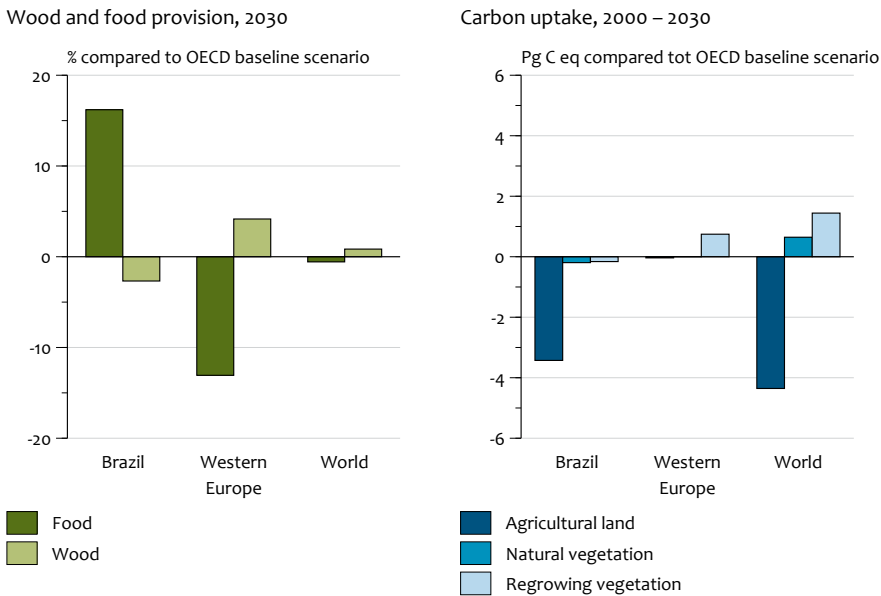 Wood and food provision, 2030
% compared to OECD baseline scenario
20
10
0
-10
-20
Brazil
Western
Europe
World
Food
Wood
Carbon uptake, 2000 – 2030
Pg C eq compared tot OECD baseline scenario
6
4
2
0
-2
-4
-6
Brazil
Western
Europe
World
Agricultural land
Natural vegetation
Regrowing vegetation